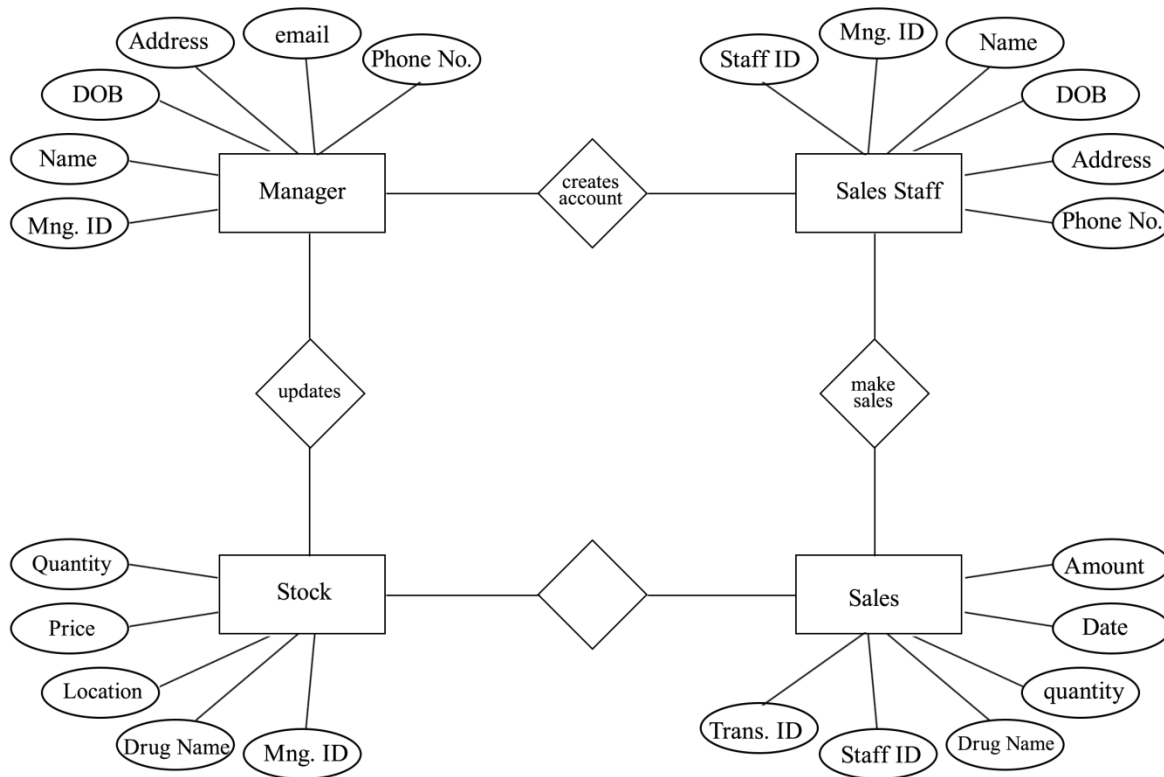 Address
email
Phone No.
DOB
Name
Mng. ID
Manager
creates
account
Staff ID
Mng. ID
Name
DOB
Address
Phone No.
Sales Staff
updates
make
sales
Quantity
Price
Location
Drug Name
Mng. ID
Stock
Sales
Amount
Date
quantity
Drug Name
Staff ID
Trans. ID